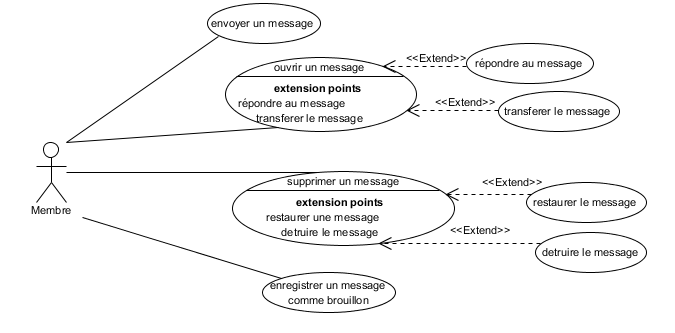 envoyer un message
ouvrir un message
extension points
répondre au message
transferer le message
<<Extend>>
répondre au message
<<Extend>>
transferer le message
Membre
supprimer un message
extension points
restaurer une message
detruire le message
<<Extend>>
restaurer le message
<<Extend>>
detruire le message
enregistrer un message
comme brouillon